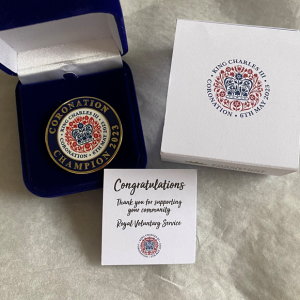 CORONATION
CHAMPION 2023
KING CHARLES III
CORONATION • 6TH MAY 2023
KING CHARLES III
CORONATION • 6TH MAY 2023
Congratulations
Thank you for supporting
your community
Royal Voluntary Service